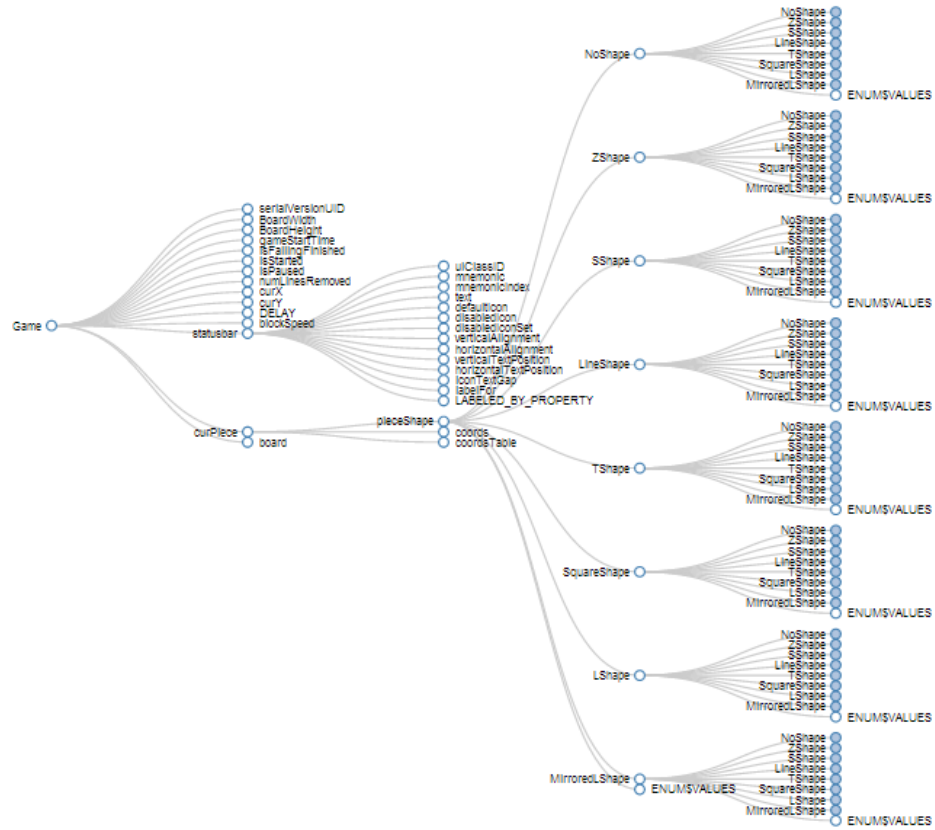 Game
serialVersionUID
BoardWidth
BoardHeight
gameStartTime
isFallingFinished
isStarted
isPaused
numLinesRemoved
curX
curY
DELAY
blockSpeed
statusbar
curPiece
board
uiClassID
mnemonic
mnemonicIndex
text
defaultIcon
disabledIcon
disabledIconSet
verticalAlignment
horizontalAlignment
verticalTextPosition
horizontalTextPosition
iconTextGap
labelFor
LABELED_BY_PROPERTY
pieceShape
coords
coordsTable
NoShape
NoShape
ZShape
SShape
LineShape
TShape
SquareShape
LShape
MirroredLShape
ENUM$VALUES
ZShape
NoShape
ZShape
SShape
LineShape
TShape
SquareShape
LShape
MirroredLShape
ENUM$VALUES
SShape
NoShape
ZShape
SShape
LineShape
TShape
SquareShape
LShape
MirroredLShape
ENUM$VALUES
LineShape
NoShape
ZShape
SShape
LineShape
TShape
SquareShape
LShape
MirroredLShape
ENUM$VALUES
TShape
NoShape
ZShape
SShape
LineShape
TShape
SquareShape
LShape
MirroredLShape
ENUM$VALUES
SquareShape
NoShape
ZShape
SShape
LineShape
TShape
SquareShape
LShape
MirroredLShape
ENUM$VALUES
LShape
NoShape
ZShape
SShape
LineShape
TShape
SquareShape
LShape
MirroredLShape
ENUM$VALUES
MirroredLShape
ENUM$VALUES
NoShape
ZShape
SShape
LineShape
TShape
SquareShape
LShape
MirroredLShape
ENUM$VALUES